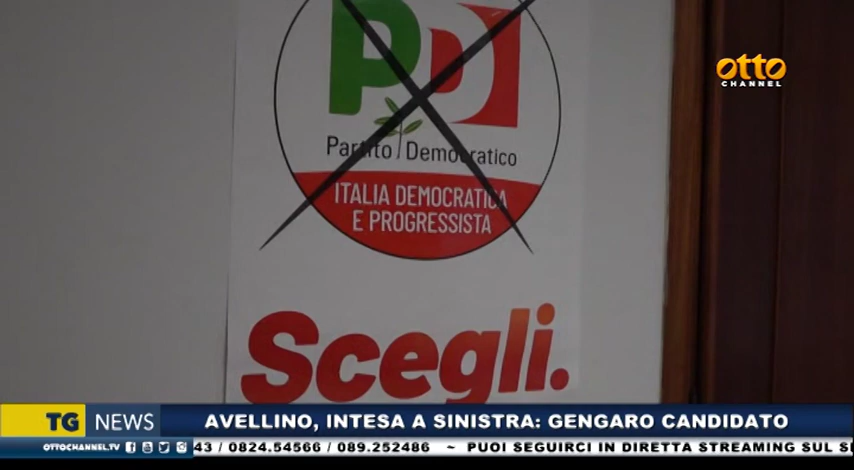 PD
otto
CHANNEL
Partito Democratico
ITALIA DEMOCRATICA
E PROGRESSISTA
Scegli.
TG NEWS
AVELLINO, INTESA A SINISTRA: GENGARO CANDIDATO
OTTOCHANNEL.TV
43 / 0824.54566 / 089.252486 ~ PUOI SEGUIRCI IN DIRETTA STREAMING SUL S